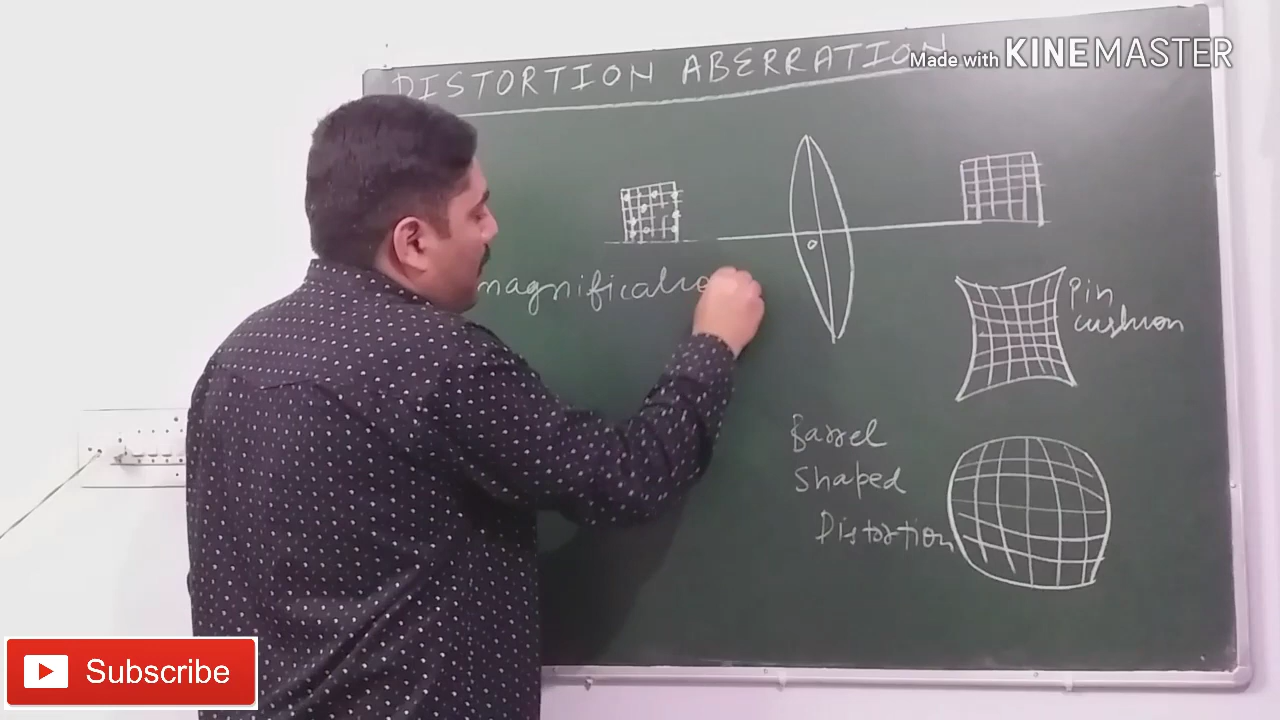 DISTORTION ABERRATION
Made with KINEMASTER
o
magnificatio
Pin
cushion
Barrel
Shaped
Distortion
Subscribe